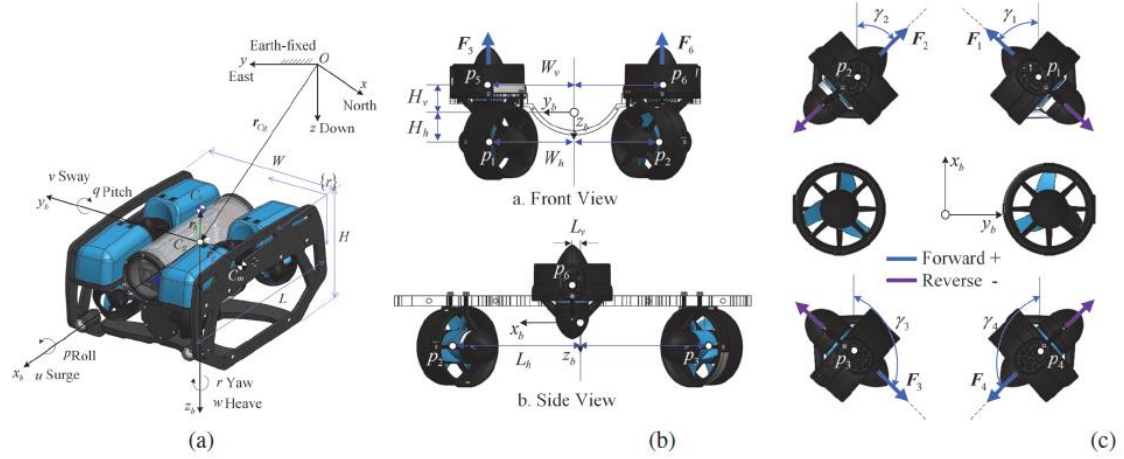 Earth-fixed
O
y
East
x
North
z Down
r_CB
W
{r_b
v Sway
q Pitch
y_b
C_g
H
C_m
L
p Roll
x_b
u Surge
r Yaw
z_b
w Heave
(a)
F_5
F_6
p_5
W_v
p_6
H_v
y_b
H_h
z_b
p_1
W_h
p_2
a. Front View
L_v
p_6
x_b
p_2
L_h
z_b
p_3
b. Side View
(b)
γ_2
γ_1
F_2
F_1
p_2
p_1
x_b
y_b
Forward +
Reverse -
γ_3
γ_4
p_3
p_4
F_3
F_4
(c)